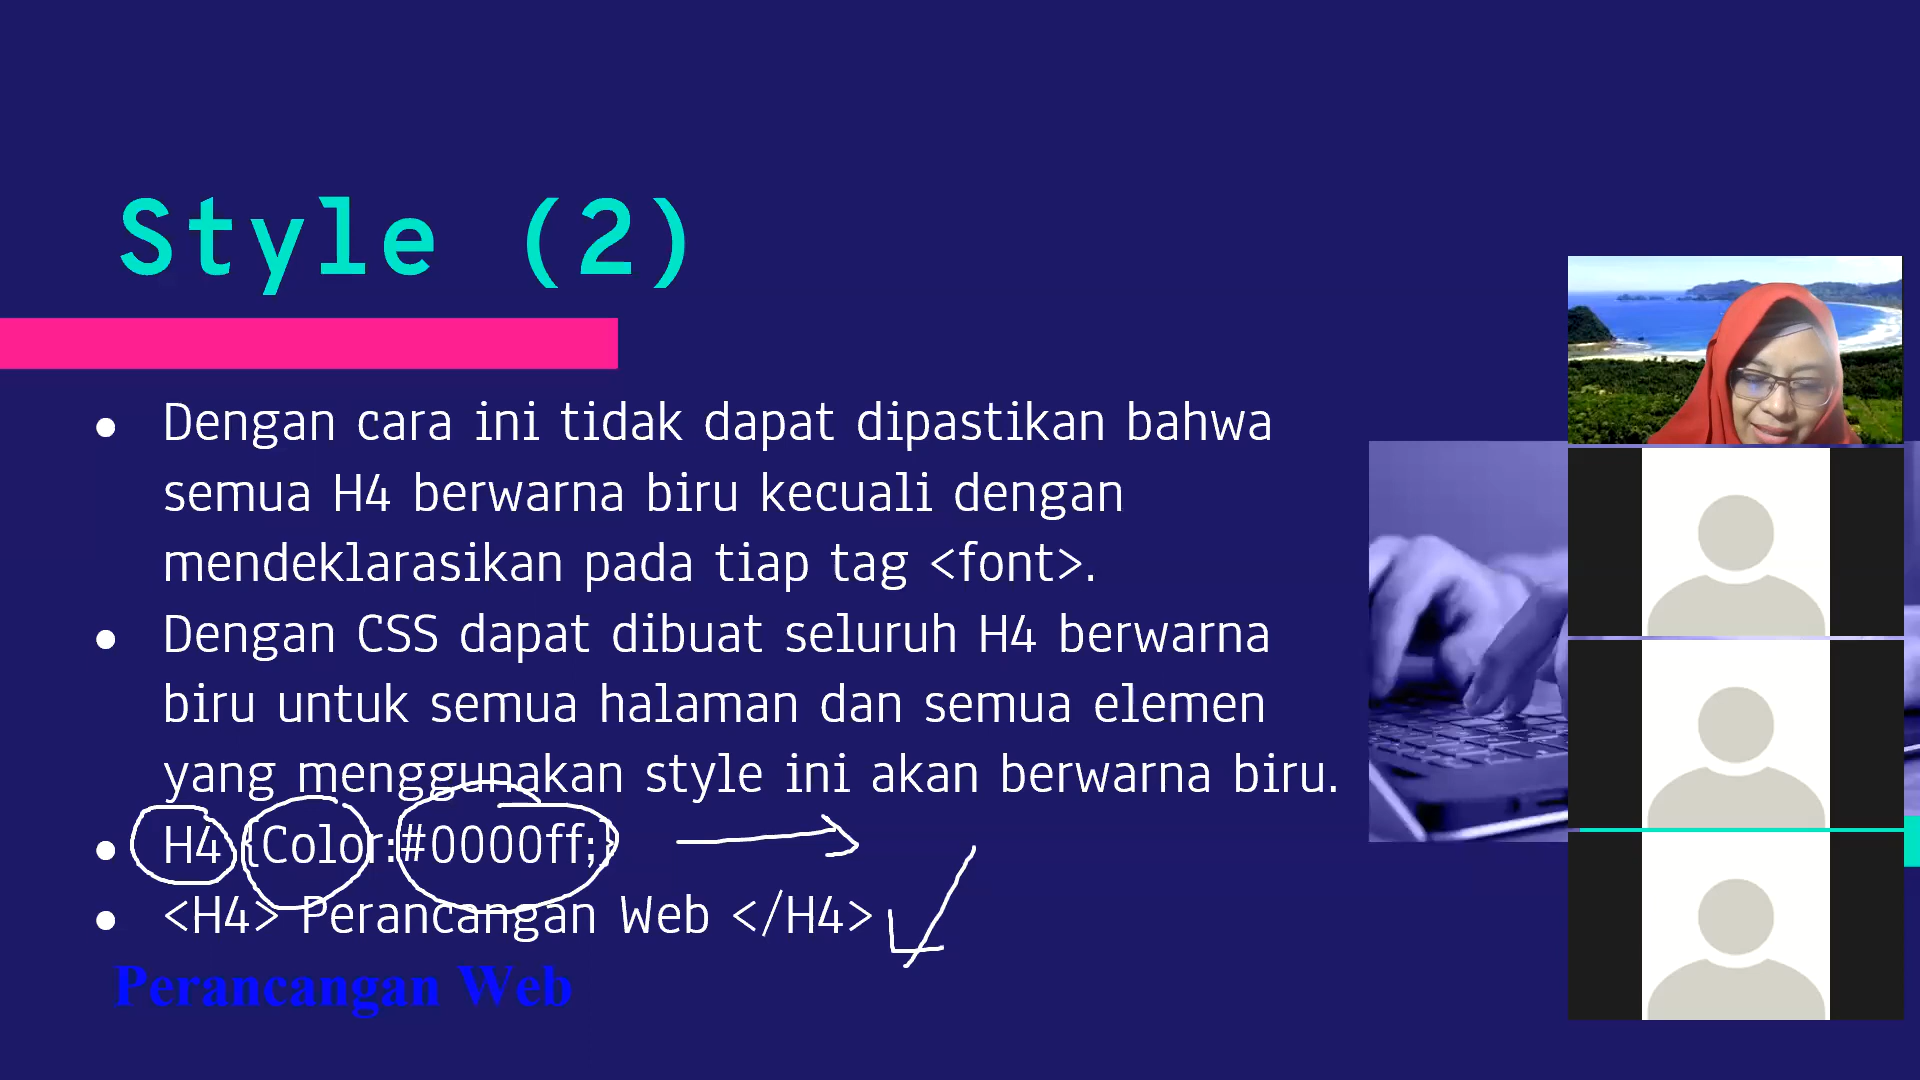 Style (2)
Dengan cara ini tidak dapat dipastikan bahwa
semua H4 berwarna biru kecuali dengan
mendeklarasikan pada tiap tag <font>.
Dengan CSS dapat dibuat seluruh H4 berwarna
biru untuk semua halaman dan semua elemen
yang menggunakan style ini akan berwarna biru.
H4 {Color:#0000ff;}
<H4> Perancangan Web </H4>
Perancangan Web